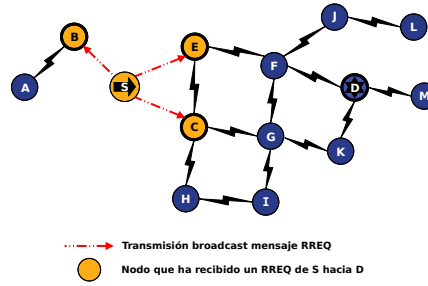 J
L
B
E
F
A
S
D
M
C
G
K
H
I
Transmisión broadcast mensaje RREQ
Nodo que ha recibido un RREQ de S hacia D